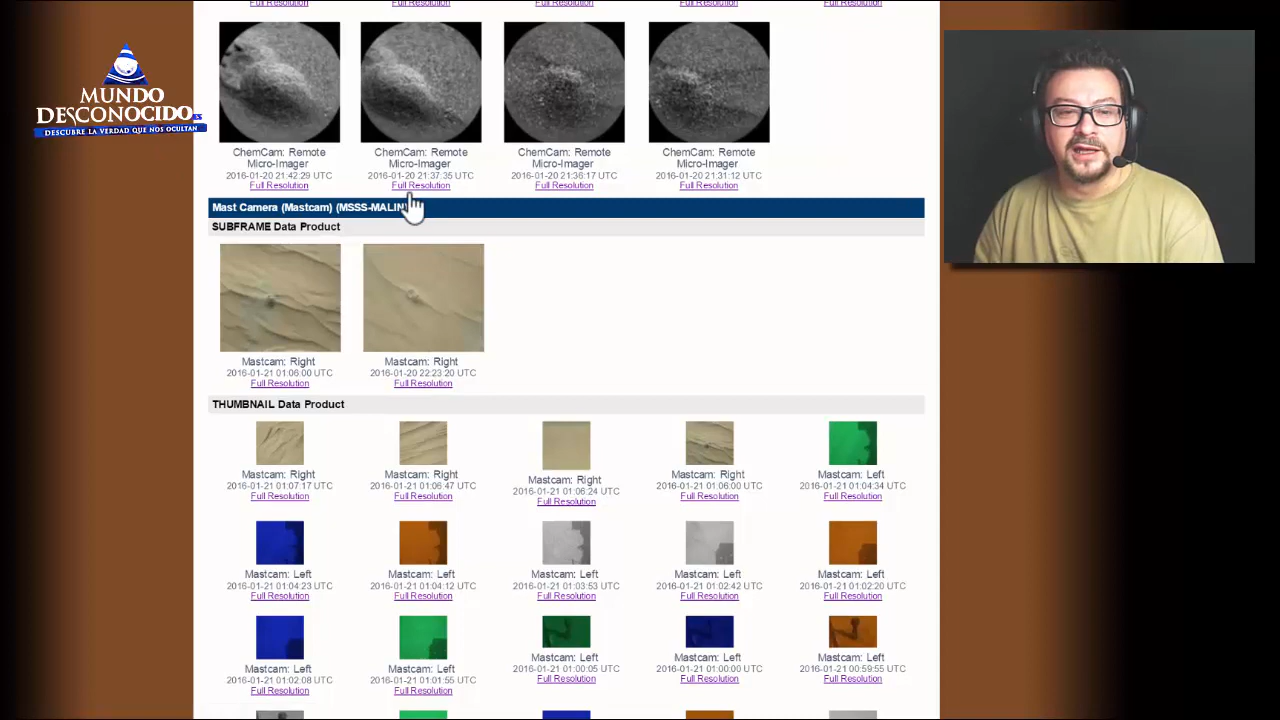 Full Resolution Full Resolution Full Resolution Full Resolution Full Resolution
MUNDO
DESCONOCIDO.ES
DESCUBRE LA VERDAD QUE NOS OCULTAN
ChemCam: Remote ChemCam: Remote ChemCam: Remote ChemCam: Remote
Micro-Imager Micro-Imager Micro-Imager Micro-Imager
2016-01-20 21:42:29 UTC 2016-01-20 21:37:35 UTC 2016-01-20 21:36:17 UTC 2016-01-20 21:31:12 UTC
Full Resolution Full Resolution Full Resolution Full Resolution
Mast Camera (Mastcam) (MSSS-MALIN)
SUBFRAME Data Product
Mastcam: Right Mastcam: Right
2016-01-21 01:06:00 UTC 2016-01-20 22:23:20 UTC
Full Resolution Full Resolution
THUMBNAIL Data Product
Mastcam: Right Mastcam: Right Mastcam: Right Mastcam: Right Mastcam: Left
2016-01-21 01:07:17 UTC 2016-01-21 01:06:47 UTC 2016-01-21 01:06:24 UTC 2016-01-21 01:06:00 UTC 2016-01-21 01:04:34 UTC
Full Resolution Full Resolution Full Resolution Full Resolution Full Resolution
Mastcam: Left Mastcam: Left Mastcam: Left Mastcam: Left Mastcam: Left
2016-01-21 01:04:23 UTC 2016-01-21 01:04:12 UTC 2016-01-21 01:03:53 UTC 2016-01-21 01:02:42 UTC 2016-01-21 01:02:20 UTC
Full Resolution Full Resolution Full Resolution Full Resolution Full Resolution
Mastcam: Left Mastcam: Left Mastcam: Left Mastcam: Left Mastcam: Left
2016-01-21 01:02:08 UTC 2016-01-21 01:01:55 UTC 2016-01-21 01:00:05 UTC 2016-01-21 01:00:00 UTC 2016-01-21 00:59:55 UTC
Full Resolution Full Resolution Full Resolution Full Resolution Full Resolution